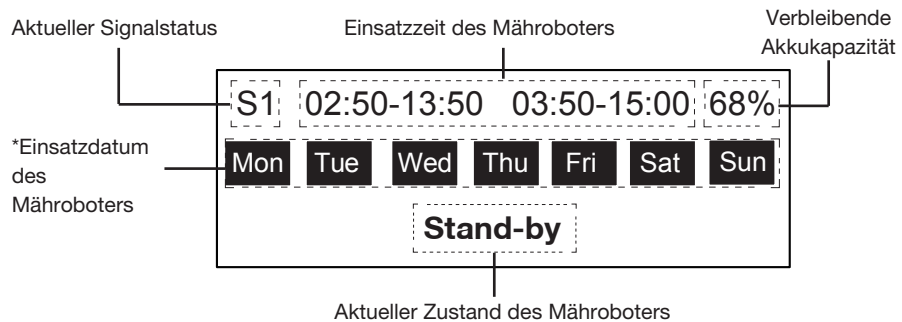 Aktueller Signalstatus
Einsatzzeit des Mähroboters
Verbleibende
Akkukapazität
S1 02:50-13:50 03:50-15:00 68%
*Einsatzdatum
des
Mähroboters
Mon Tue Wed Thu Fri Sat Sun
Stand-by
Aktueller Zustand des Mähroboters